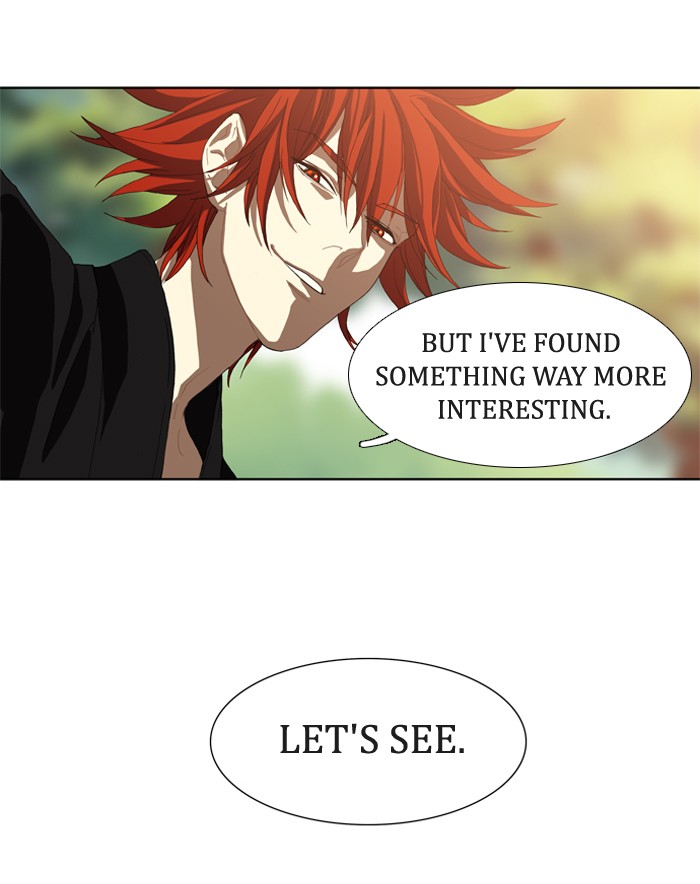 BUT I'VE FOUND
SOMETHING WAY MORE
INTERESTING.
LET'S SEE.